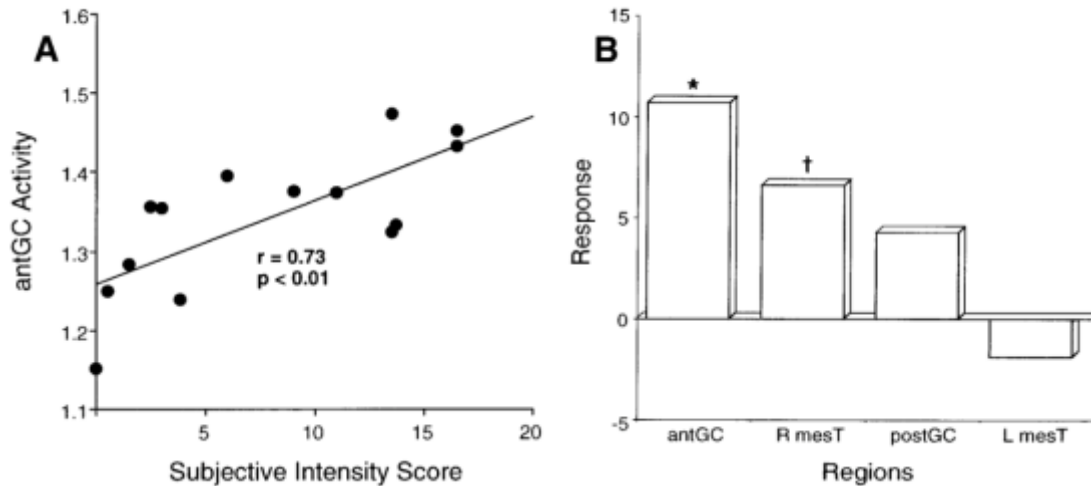 A
1.6
1.5
1.4
1.3
1.2
1.1
antGC Activity
r = 0.73
p < 0.01
5
10
15
20
Subjective Intensity Score
B
15
10
5
0
-5
Response
*
†
antGC
R mesT
postGC
L mesT
Regions